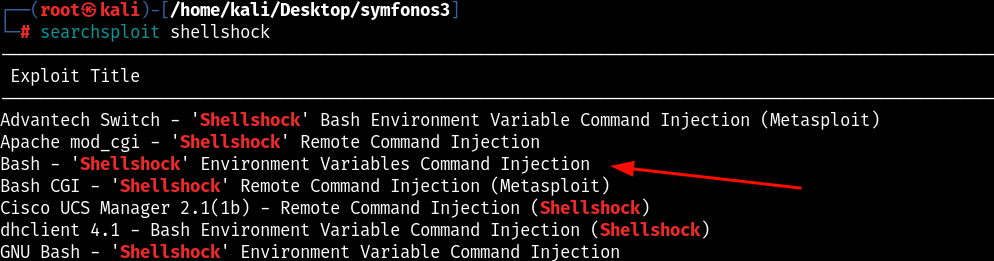 ┌──(root㉿kali)-[/home/kali/Desktop/symfonos3]
└─# searchsploit shellshock
Exploit Title
Advantech Switch - 'Shellshock' Bash Environment Variable Command Injection (Metasploit)
Apache mod_cgi - 'Shellshock' Remote Command Injection
Bash - 'Shellshock' Environment Variables Command Injection
Bash CGI - 'Shellshock' Remote Command Injection (Metasploit)
Cisco UCS Manager 2.1(1b) - Remote Command Injection (Shellshock)
dhclient 4.1 - Bash Environment Variable Command Injection (Shellshock)
GNU Bash - 'Shellshock' Environment Variable Command Injection